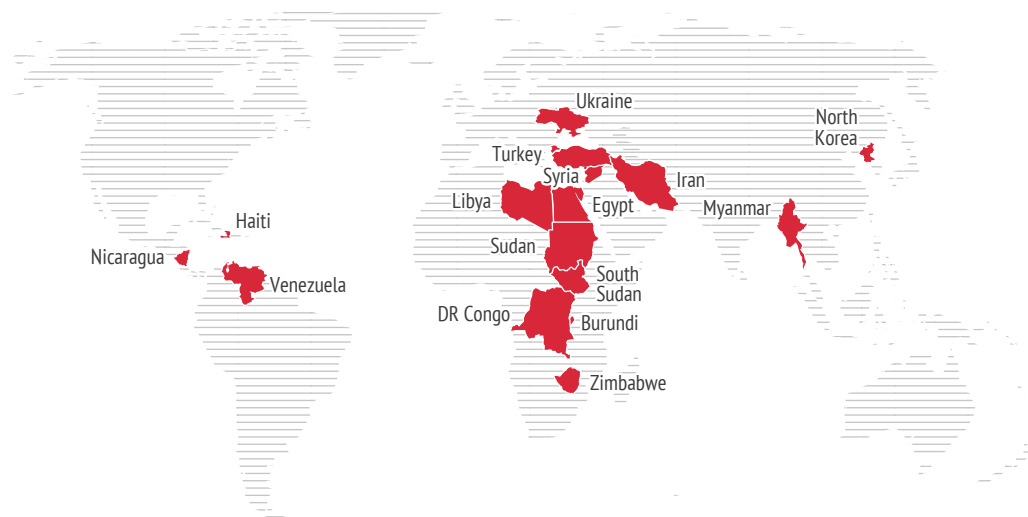 Ukraine
North
Korea
Turkey
Syria
Iran
Libya
Egypt
Myanmar
Haiti
Sudan
Nicaragua
South
Sudan
Venezuela
DR Congo
Burundi
Zimbabwe